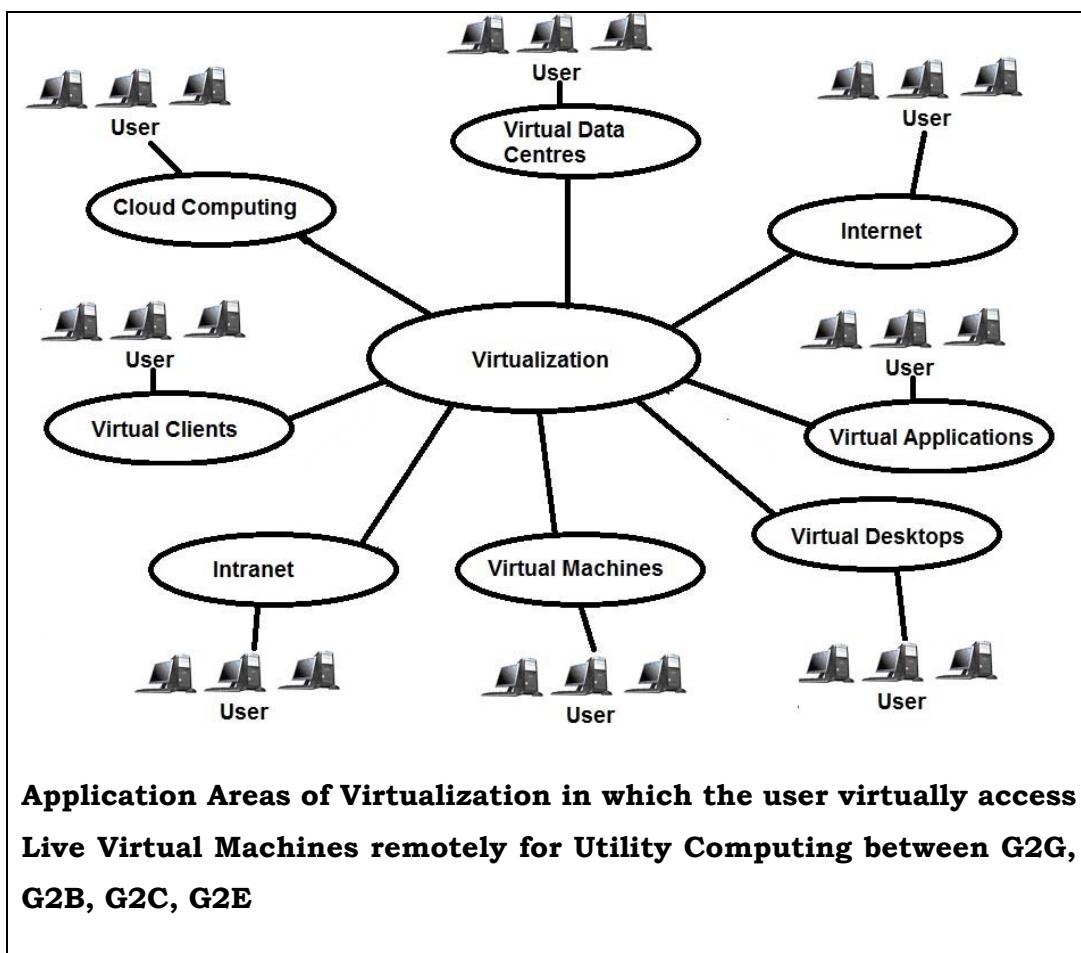 User
Virtual Data
Centres
User
Cloud Computing
User
Internet
User
Virtual Clients
Virtualization
User
Virtual Applications
Intranet
User
Virtual Machines
User
Virtual Desktops
User
Application Areas of Virtualization in which the user virtually access
Live Virtual Machines remotely for Utility Computing between G2G,
G2B, G2C, G2E